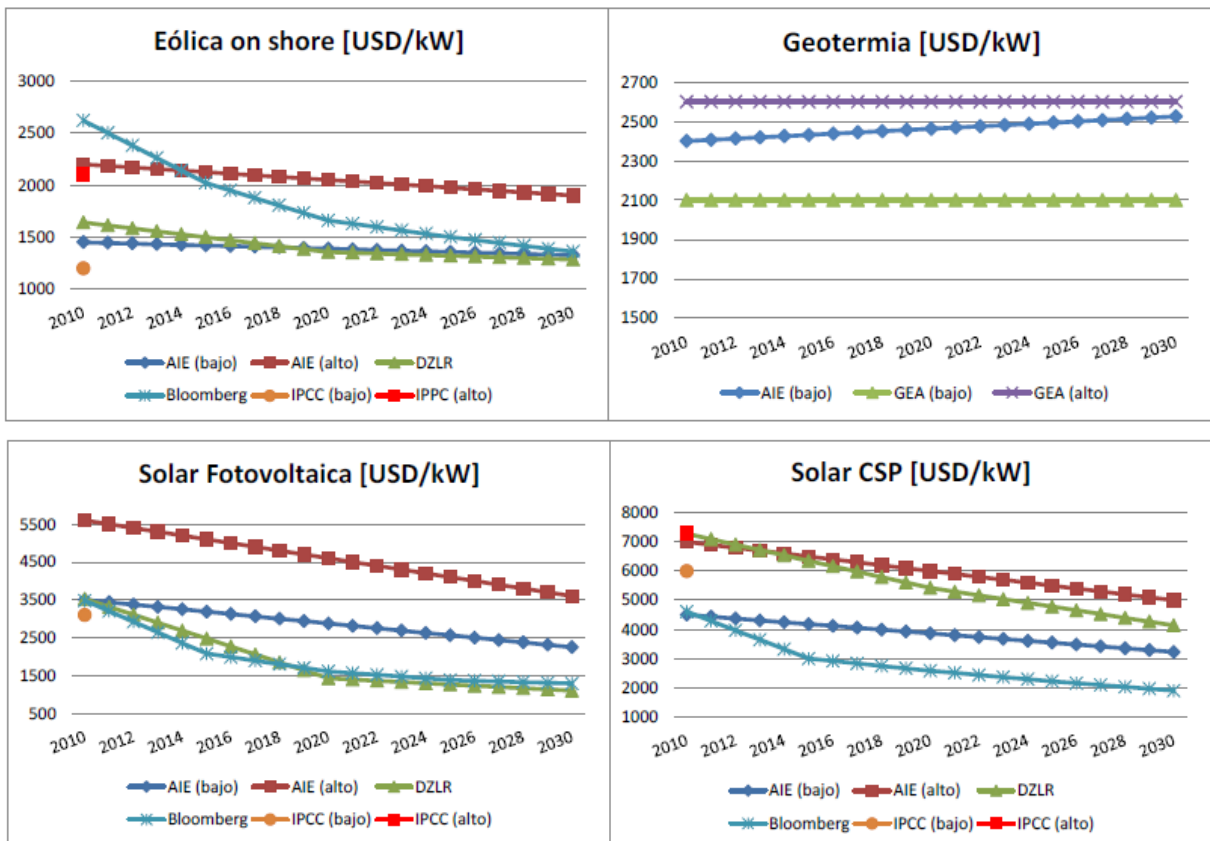 Eólica on shore [USD/kW]
3000
2500
2000
1500
1000
2010 2012 2014 2016 2018 2020 2022 2024 2026 2028 2030
AIE (bajo) AIE (alto) DZLR
Bloomberg IPCC (bajo) IPPC (alto)
Geotermia [USD/kW]
2700
2500
2300
2100
1900
1700
1500
2010 2012 2014 2016 2018 2020 2022 2024 2026 2028 2030
AIE (bajo) GEA (bajo) GEA (alto)
Solar Fotovoltaica [USD/kW]
5500
4500
3500
2500
1500
500
2010 2012 2014 2016 2018 2020 2022 2024 2026 2028 2030
AIE (bajo) AIE (alto) DZLR
Bloomberg IPCC (bajo) IPCC (alto)
Solar CSP [USD/kW]
8000
7000
6000
5000
4000
3000
2000
1000
2010 2012 2014 2016 2018 2020 2022 2024 2026 2028 2030
AIE (bajo) AIE (alto) DZLR
Bloomberg IPCC (bajo) IPCC (alto)